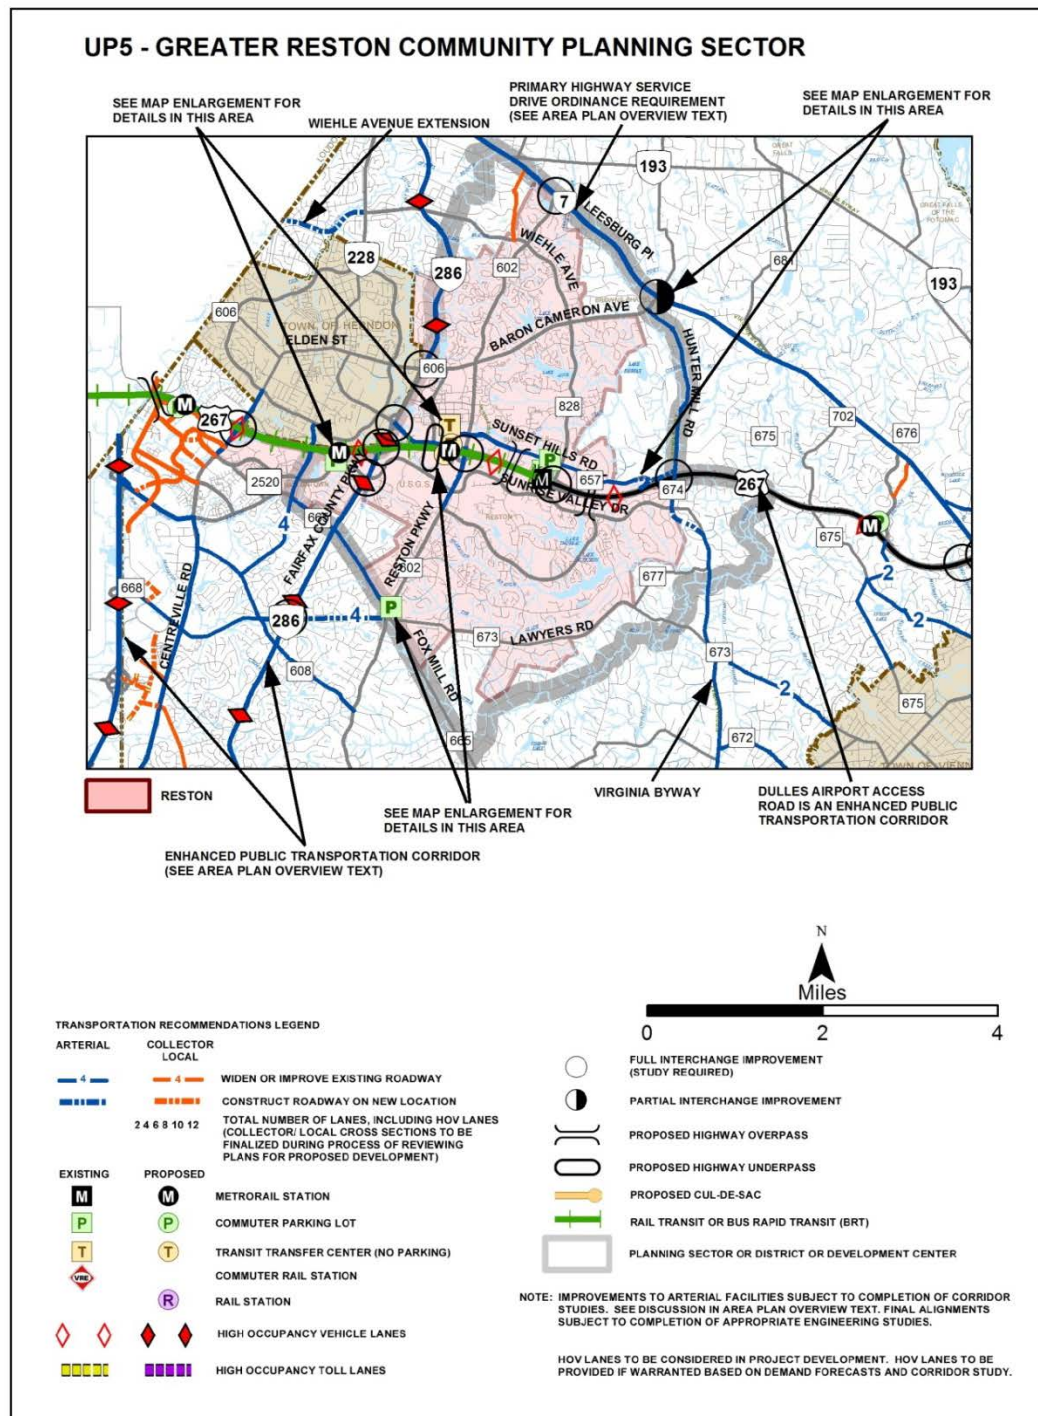 UP5 - GREATER RESTON COMMUNITY PLANNING SECTOR
SEE MAP ENLARGEMENT FOR
DETAILS IN THIS AREA
WIEHLE AVENUE EXTENSION
PRIMARY HIGHWAY SERVICE
DRIVE ORDINANCE REQUIREMENT
(SEE AREA PLAN OVERVIEW TEXT)
SEE MAP ENLARGEMENT FOR
DETAILS IN THIS AREA
193
7
LEESBURG PI
WIEHLE AVE
228
286
602
681
193
606
TOWN OF HERNDON
ELDEN ST
BARON CAMERON AVE
606
HUNTER MILL RD
828
702
267
T
M
M
M
SUNSET HILLS RD
P
M
657
675
676
2520
U.S.G.S.
SUNRISE VALLEY DR
674
267
675
M
4
FAIRFAX COUNTY PKWY
RESTON PKWY
602
677
2
668
CENTREVILLE RD
286
4
P
673
LAWYERS RD
673
2
608
FOX MILL RD
2
675
665
672
TOWN OF VIENN
RESTON
SEE MAP ENLARGEMENT FOR
DETAILS IN THIS AREA
VIRGINIA BYWAY
DULLES AIRPORT ACCESS
ROAD IS AN ENHANCED PUBLIC
TRANSPORTATION CORRIDOR
ENHANCED PUBLIC TRANSPORTATION CORRIDOR
(SEE AREA PLAN OVERVIEW TEXT)
N
Miles
0 2 4
TRANSPORTATION RECOMMENDATIONS LEGEND
ARTERIAL COLLECTOR
LOCAL
4 4 WIDEN OR IMPROVE EXISTING ROADWAY
CONSTRUCT ROADWAY ON NEW LOCATION
2 4 6 8 10 12 TOTAL NUMBER OF LANES, INCLUDING HOV LANES
(COLLECTOR/ LOCAL CROSS SECTIONS TO BE
FINALIZED DURING PROCESS OF REVIEWING
PLANS FOR PROPOSED DEVELOPMENT)
EXISTING PROPOSED
M M METRORAIL STATION
P P COMMUTER PARKING LOT
T T TRANSIT TRANSFER CENTER (NO PARKING)
VRE COMMUTER RAIL STATION
R RAIL STATION
HIGH OCCUPANCY VEHICLE LANES
HIGH OCCUPANCY TOLL LANES
FULL INTERCHANGE IMPROVEMENT
(STUDY REQUIRED)
PARTIAL INTERCHANGE IMPROVEMENT
PROPOSED HIGHWAY OVERPASS
PROPOSED HIGHWAY UNDERPASS
PROPOSED CUL-DE-SAC
RAIL TRANSIT OR BUS RAPID TRANSIT (BRT)
PLANNING SECTOR OR DISTRICT OR DEVELOPMENT CENTER
NOTE: IMPROVEMENTS TO ARTERIAL FACILITIES SUBJECT TO COMPLETION OF CORRIDOR
STUDIES. SEE DISCUSSION IN AREA PLAN OVERVIEW TEXT. FINAL ALIGNMENTS
SUBJECT TO COMPLETION OF APPROPRIATE ENGINEERING STUDIES.
HOV LANES TO BE CONSIDERED IN PROJECT DEVELOPMENT. HOV LANES TO BE
PROVIDED IF WARRANTED BASED ON DEMAND FORECASTS AND CORRIDOR STUDY.